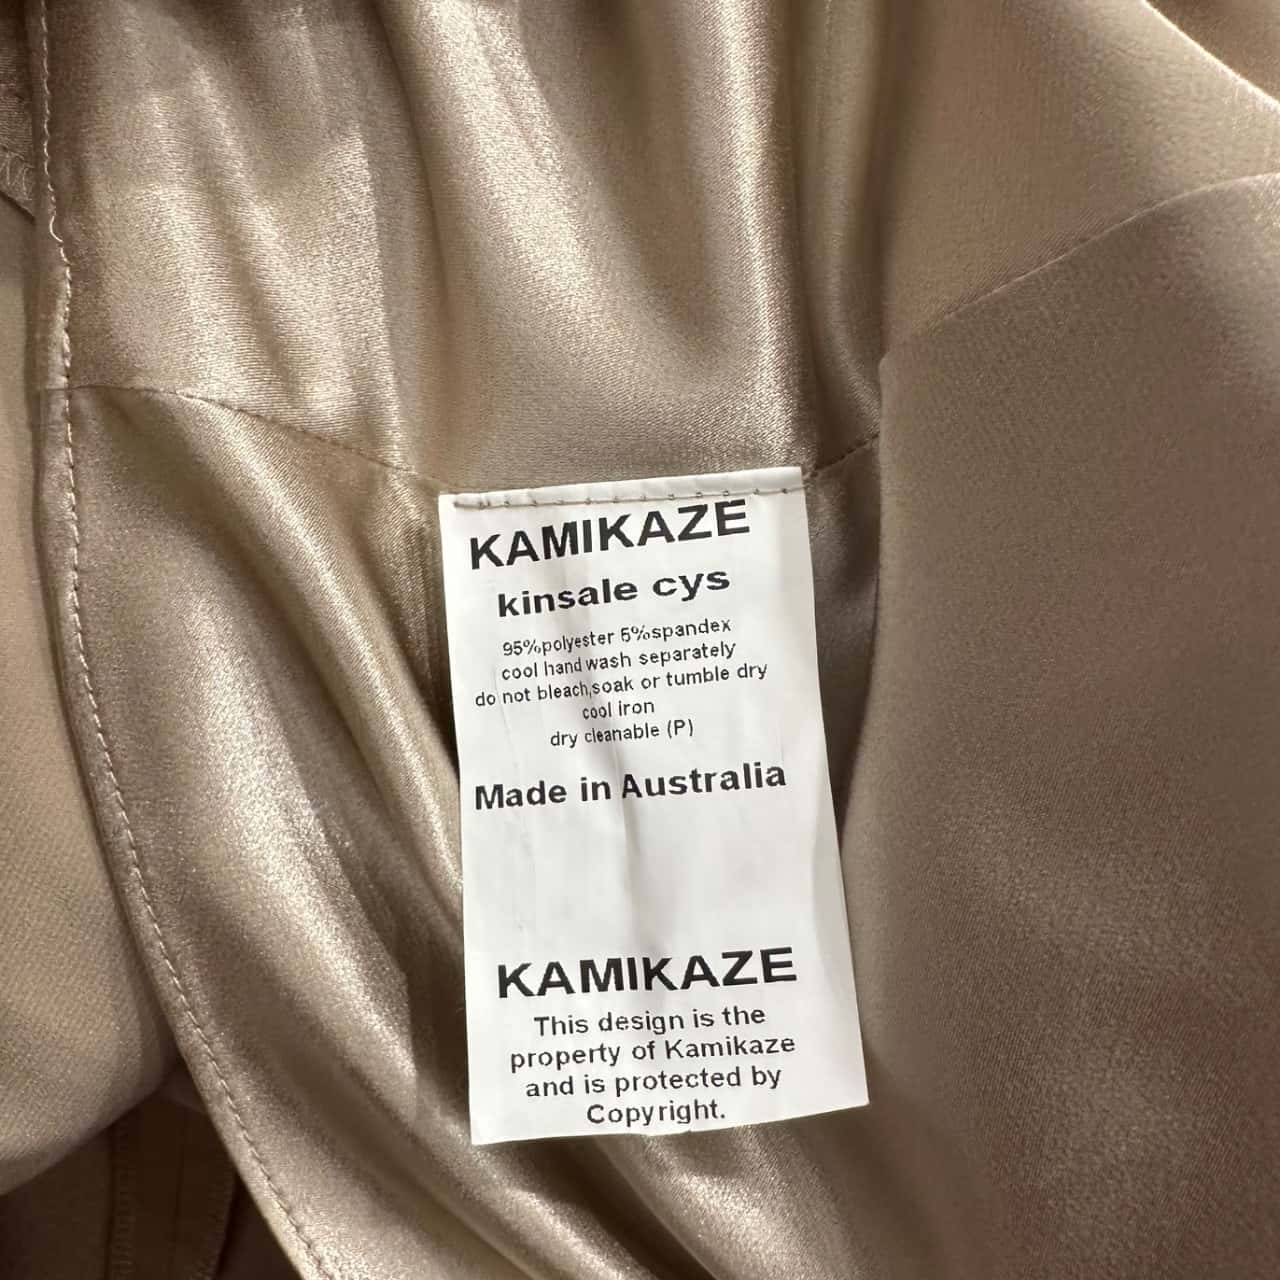 KAMIKAZE
kinsale cys
95%polyester 5%spandex
cool hand wash separately
do not bleach,soak or tumble dry
cool iron
dry cleanable (P)
Made in Australia
KAMIKAZE
This design is the
property of Kamikaze
and is protected by
Copyright.